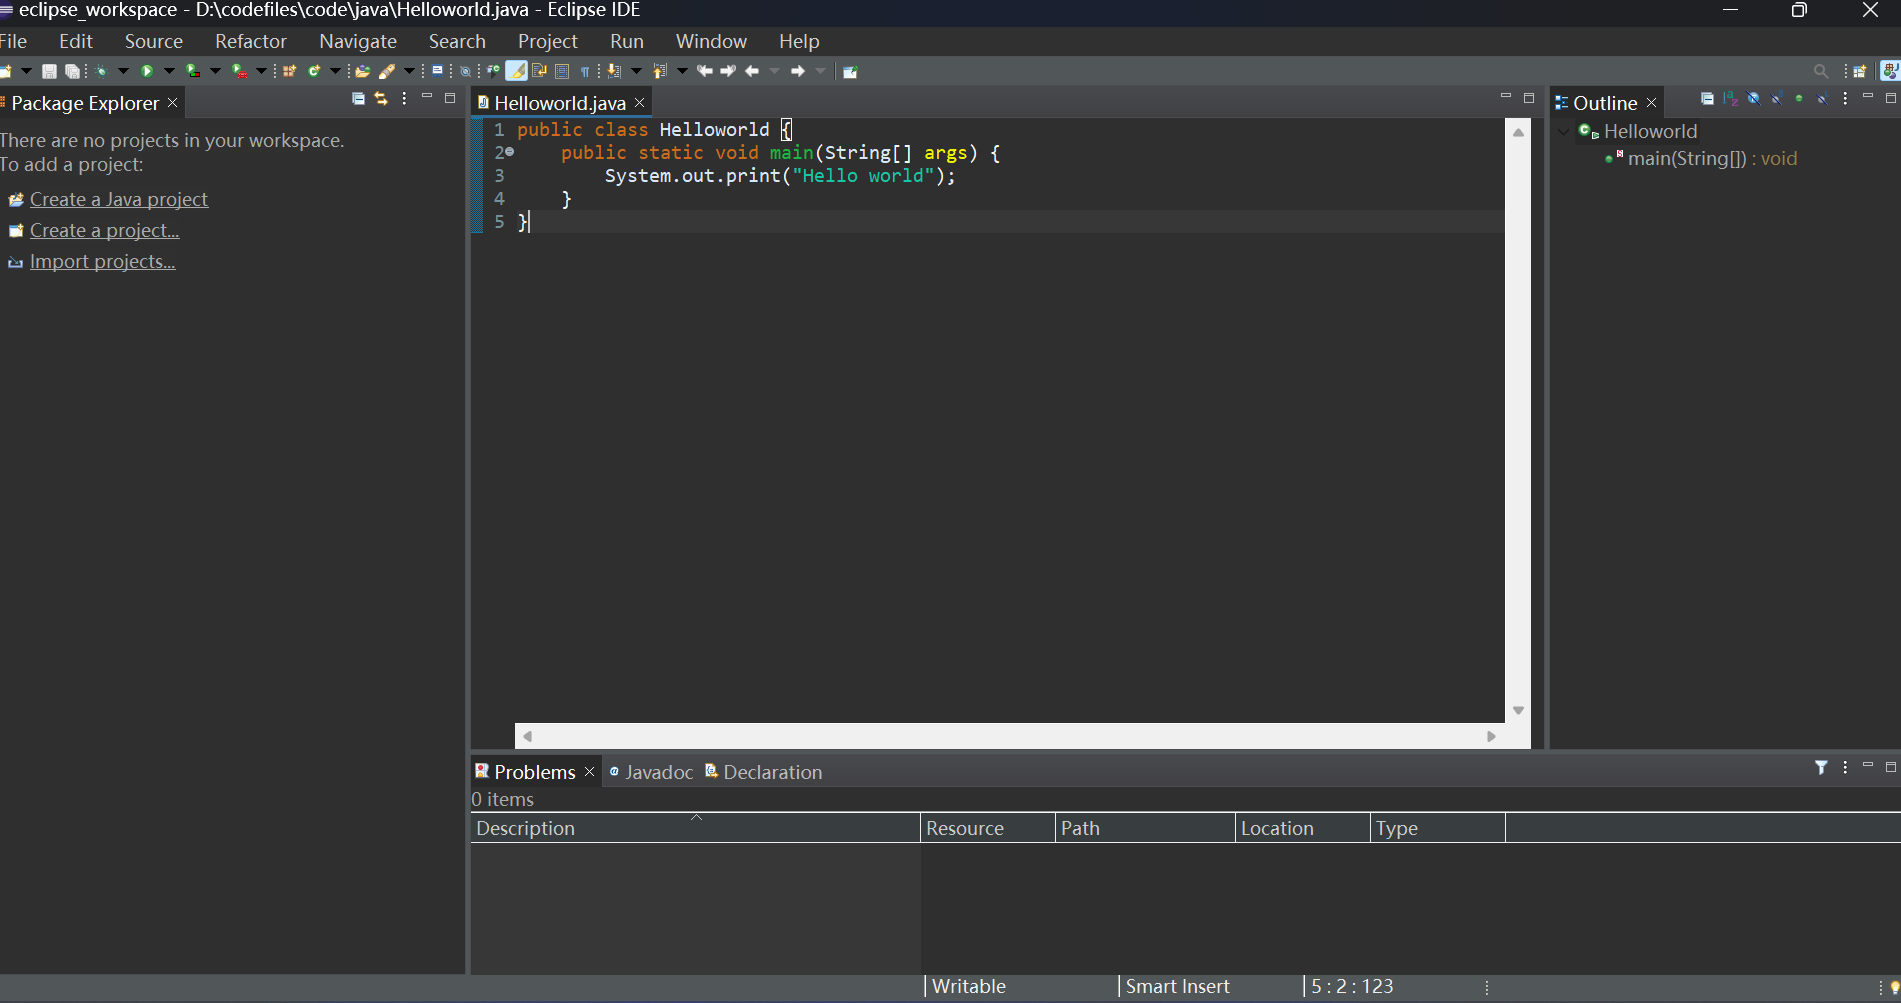 eclipse_workspace - D:\codefiles\code\java\Helloworld.java - Eclipse IDE
File Edit Source Refactor Navigate Search Project Run Window Help
Package Explorer
There are no projects in your workspace.
To add a project:
Create a Java project
Create a project...
Import projects...
Helloworld.java
1 public class Helloworld {
2 public static void main(String[] args) {
3 System.out.print("Hello world");
4 }
5 }
Outline
Helloworld
main(String[]) : void
Problems Javadoc Declaration
0 items
Description Resource Path Location Type
Writable Smart Insert 5 : 2 : 123